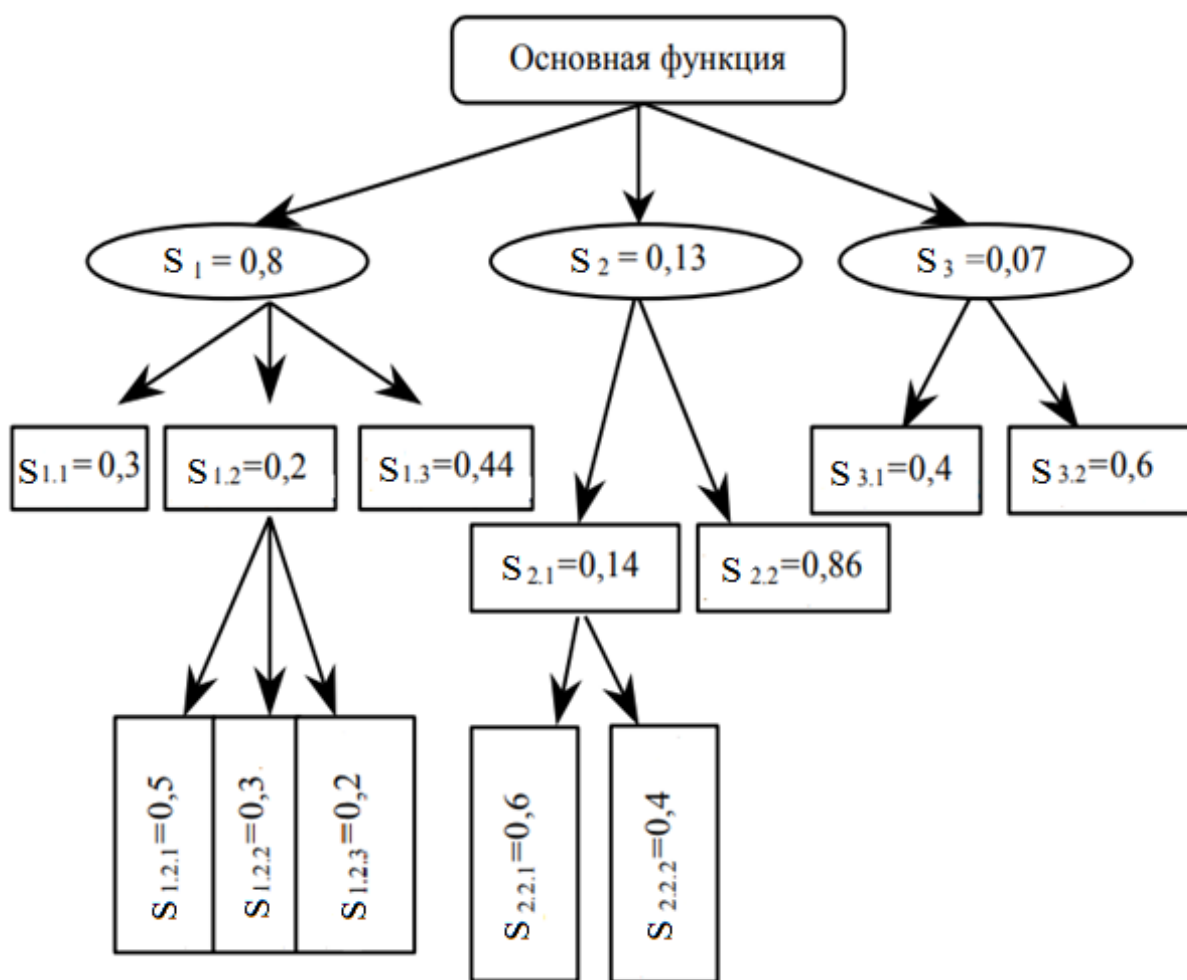 Основная функция
S 1 = 0,8
S 2 = 0,13
S 3 =0,07
S1.1= 0,3
S1.2=0,2
S1.3=0,44
S 3.1=0,4
S 3.2=0,6
S 2.1=0,14
S 2.2=0,86
S1.2.1=0,5
S1.2.2=0,3
S1.2.3=0,2
S 2.2.1=0,6
S 2.2.2=0,4